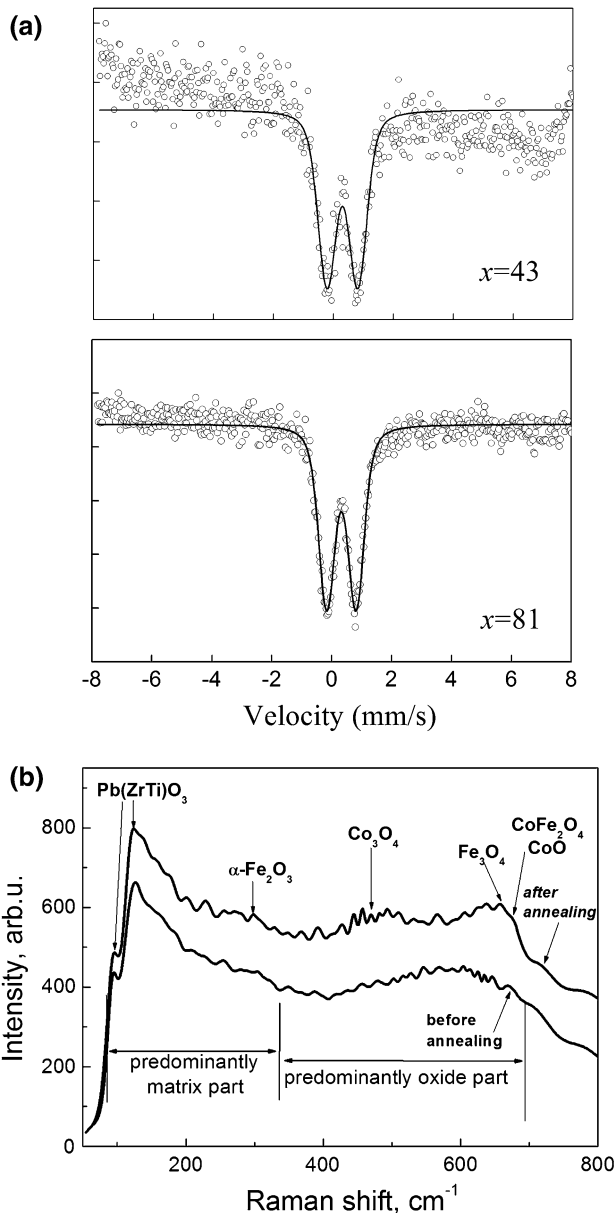 (a)
x=43
x=81
-8 -6 -4 -2 0 2 4 6 8
Velocity (mm/s)
(b)
Pb(ZrTi)O₃
α-Fe₂O₃
Co₃O₄
Fe₃O₄
CoFe₂O₄
CoO
after
annealing
before
annealing
predominantly
matrix part
predominantly oxide part
800
600
400
200
0
Intensity, arb.u.
200 400 600 800
Raman shift, cm⁻¹